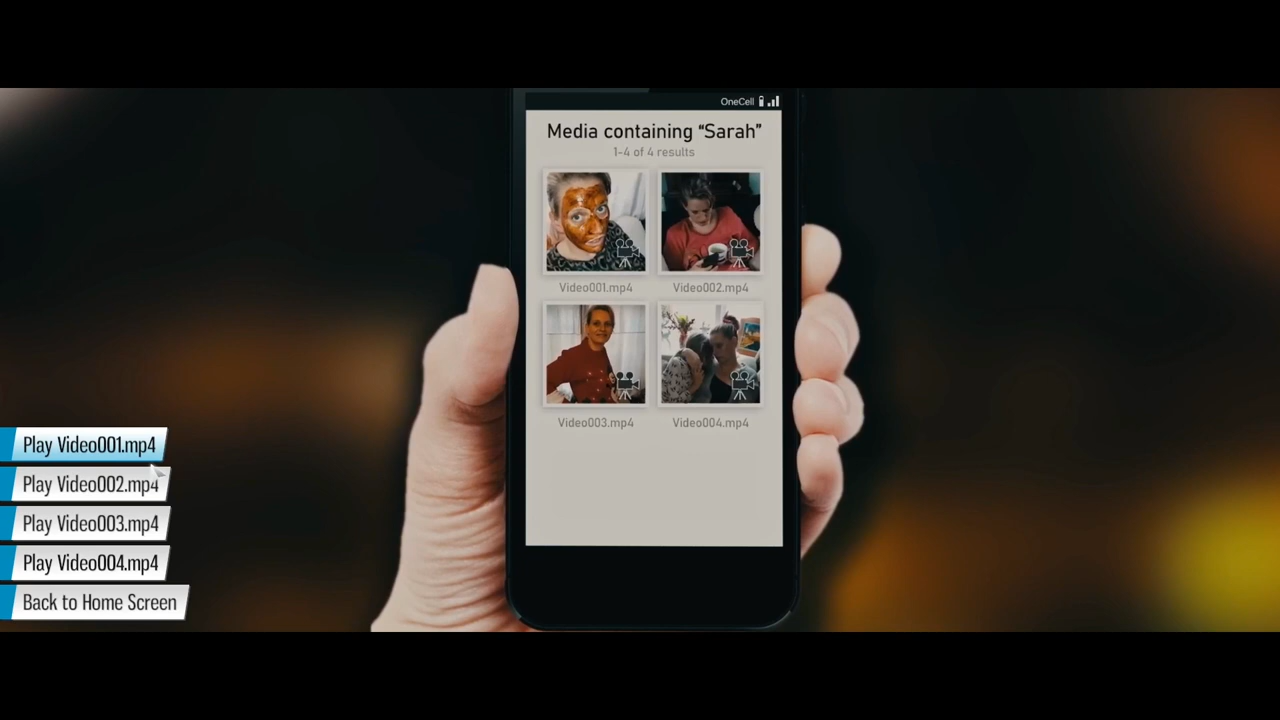 OneCell
Media containing “Sarah”
1-4 of 4 results
Video001.mp4
Video002.mp4
Video003.mp4
Video004.mp4
Play Video001.mp4
Play Video002.mp4
Play Video003.mp4
Play Video004.mp4
Back to Home Screen